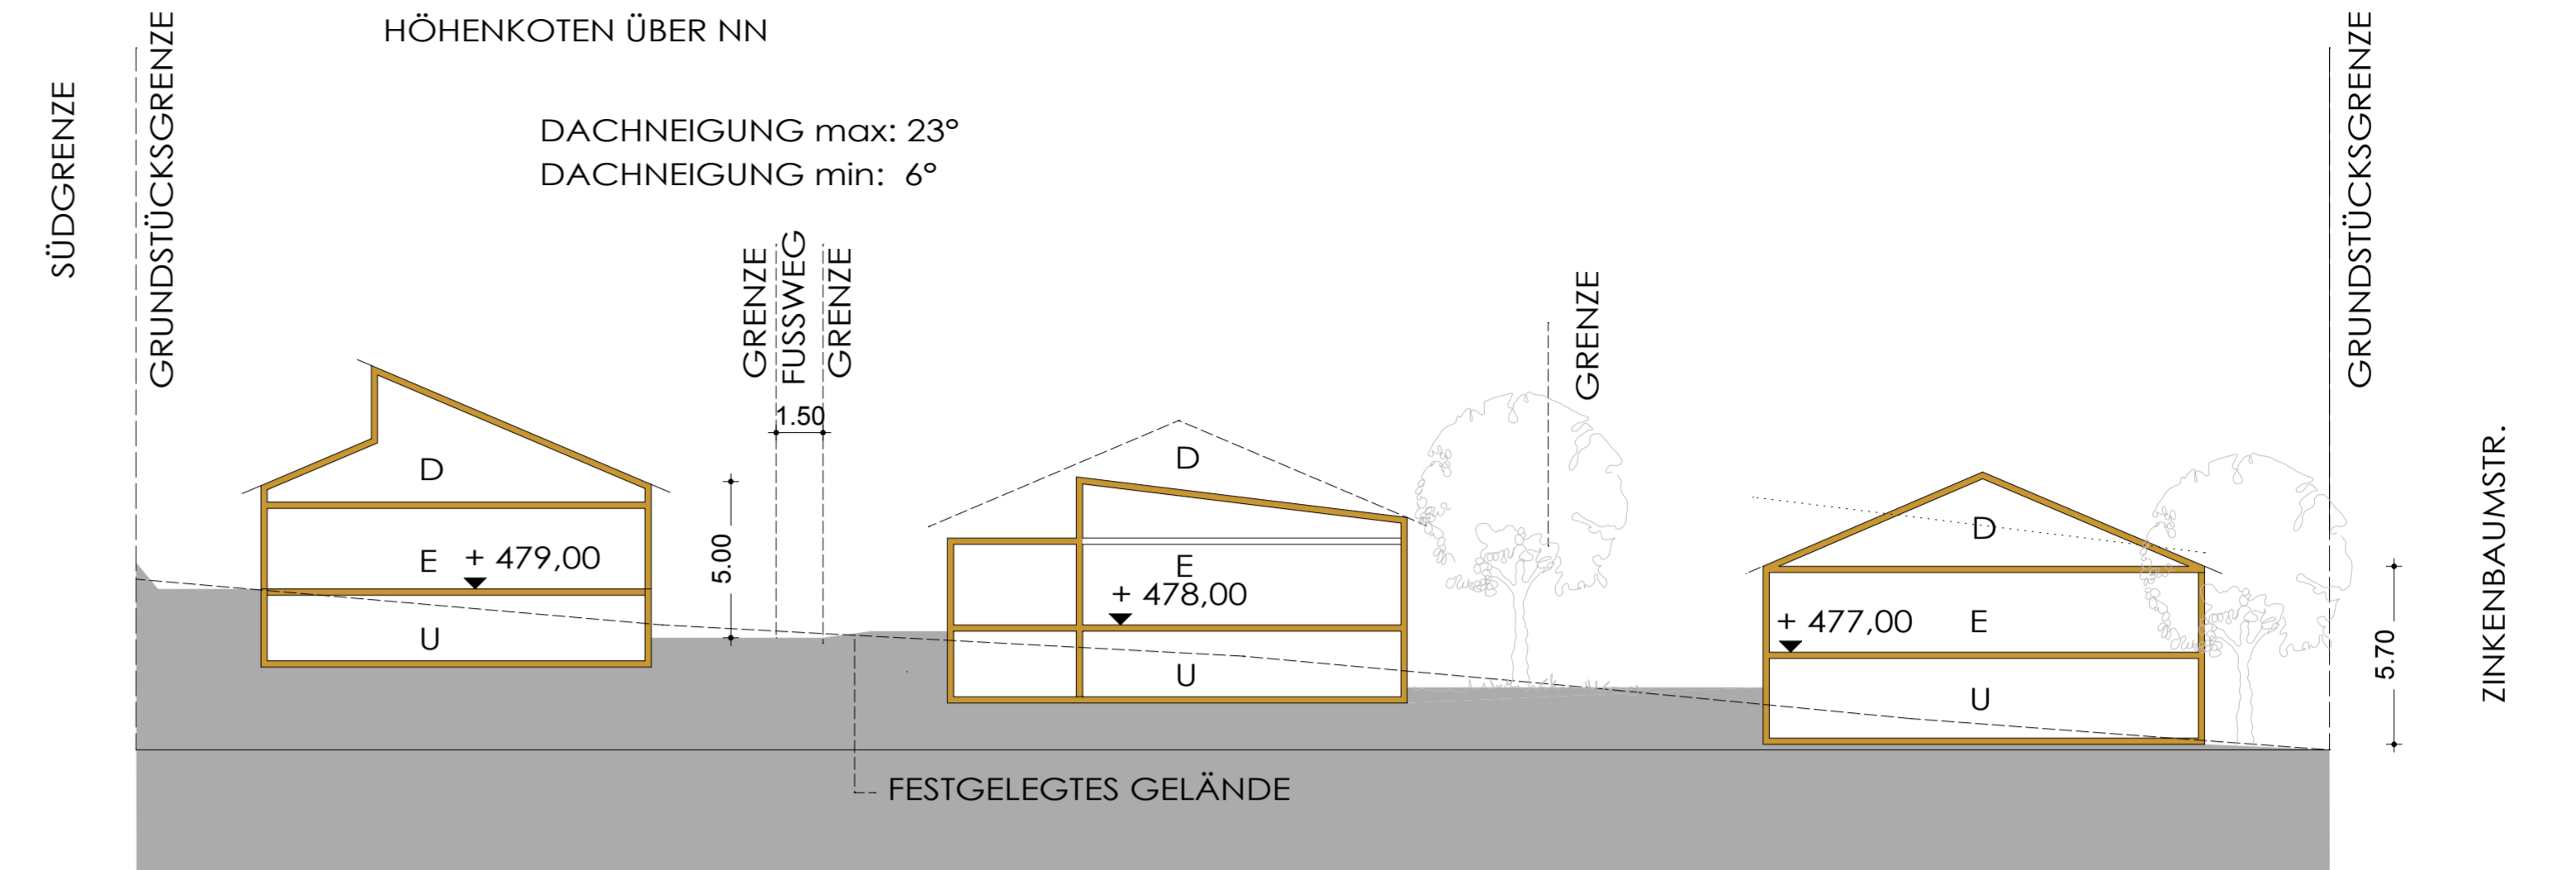 HÖHENKOTEN ÜBER NN
DACHNEIGUNG max: 23°
DACHNEIGUNG min: 6°
SÜDGRENZE
GRUNDSTÜCKSGRENZE
GRENZE
FUSSWEG
GRENZE
GRENZE
GRUNDSTÜCKSGRENZE
ZINKENBAUMSTR.
1.50
D
E + 479,00
U
5.00
D
E
+ 478,00
U
D
+ 477,00 E
U
5.70
FESTGELEGTES GELÄNDE